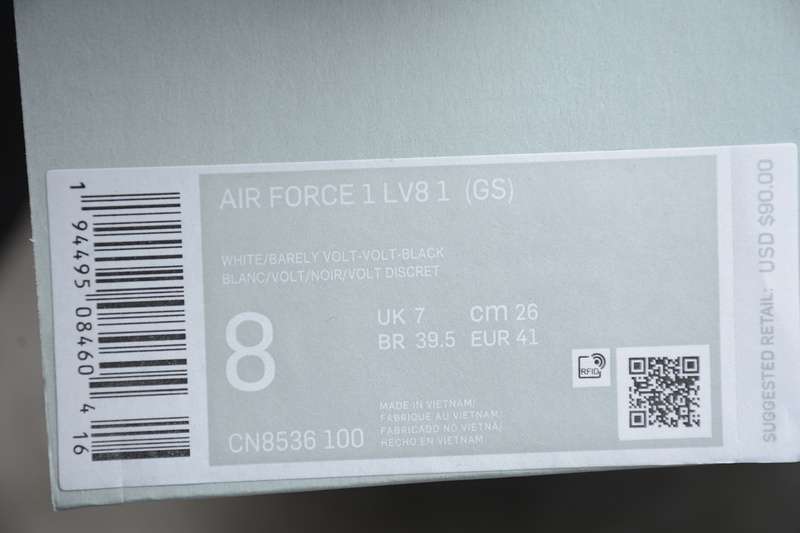 1 94495 08460 4 16
AIR FORCE 1 LV8 1 (GS)
WHITE/BARELY VOLT-VOLT-BLACK
BLANC/VOLT/NOIR/VOLT DISCRET
8
UK 7 cm 26
BR 39.5 EUR 41
CN8536 100
MADE IN VIETNAM/
FABRIQUE AU VIETNAM/
FABRICADO NO VIETNÃ/
HECHO EN VIETNAM
RFID
SUGGESTED RETAIL: USD $90.00